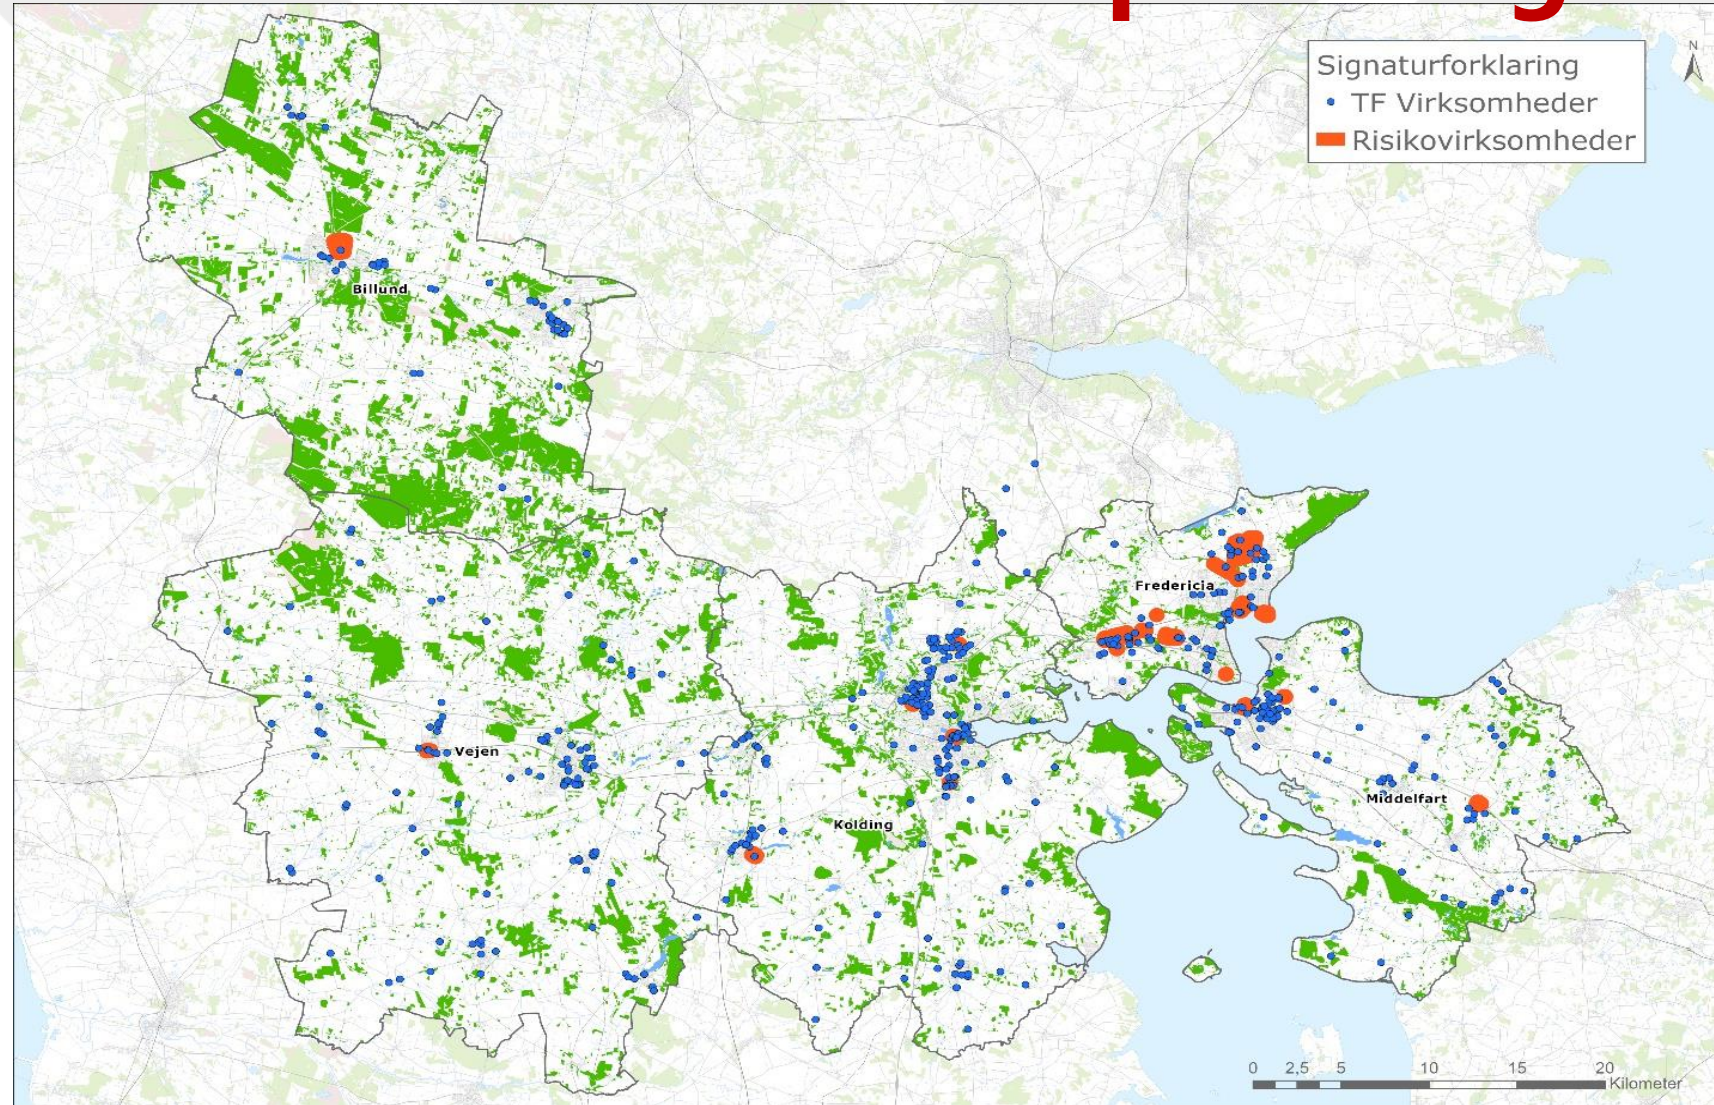 Signaturforklaring
TF Virksomheder
Risikovirksomheder
N
Billund
Fredericia
Vejen
Middelfart
Kolding
0 2,5 5 10 15 20
Kilometer